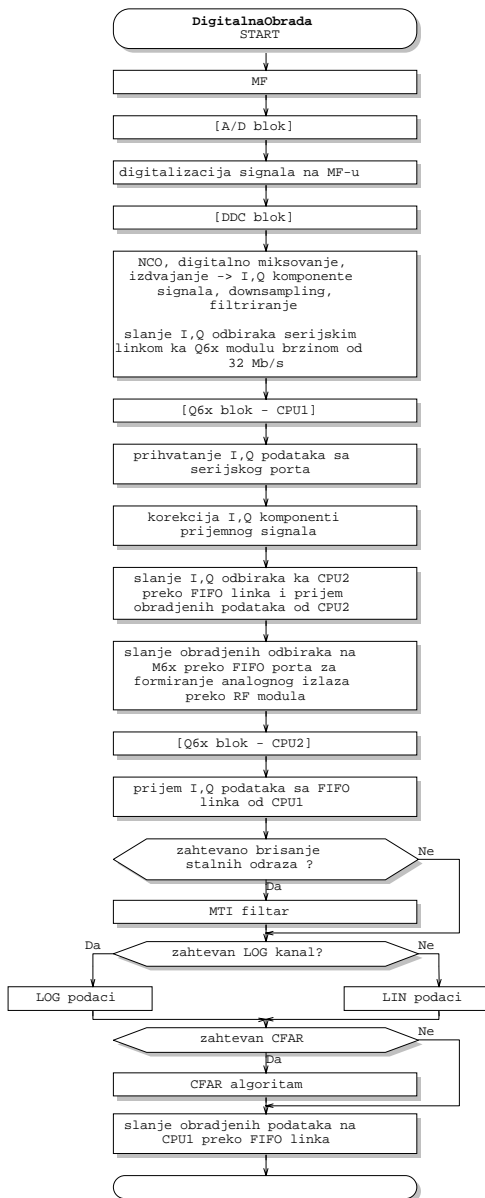 DigitalnaObrada
START
MF
[A/D blok]
digitalizacija signala na MF-u
[DDC blok]
NCO, digitalno miksovanje,
izdvajanje -> I,Q komponente
signala, downsampling,
filtriranje
slanje I,Q odbiraka serijskim
linkom ka Q6x modulu brzinom od
32 Mb/s
[Q6x blok - CPU1]
prihvatanje I,Q podataka sa
serijskog porta
korekcija I,Q komponenti
prijemnog signala
slanje I,Q odbiraka ka CPU2
preko FIFO linka i prijem
obradjenih podataka od CPU2
slanje obradjenih odbiraka na
M6x preko FIFO porta za
formiranje analognog izlaza
preko RF modula
[Q6x blok - CPU2]
prijem I,Q podataka sa FIFO
linka od CPU1
zahtevano brisanje
stalnih odraza ?
Ne
Da
MTI filtar
Da
zahtevan LOG kanal?
Ne
LOG podaci
LIN podaci
zahtevan CFAR
Ne
Da
CFAR algoritam
slanje obradjenih podataka na
CPU1 preko FIFO linka